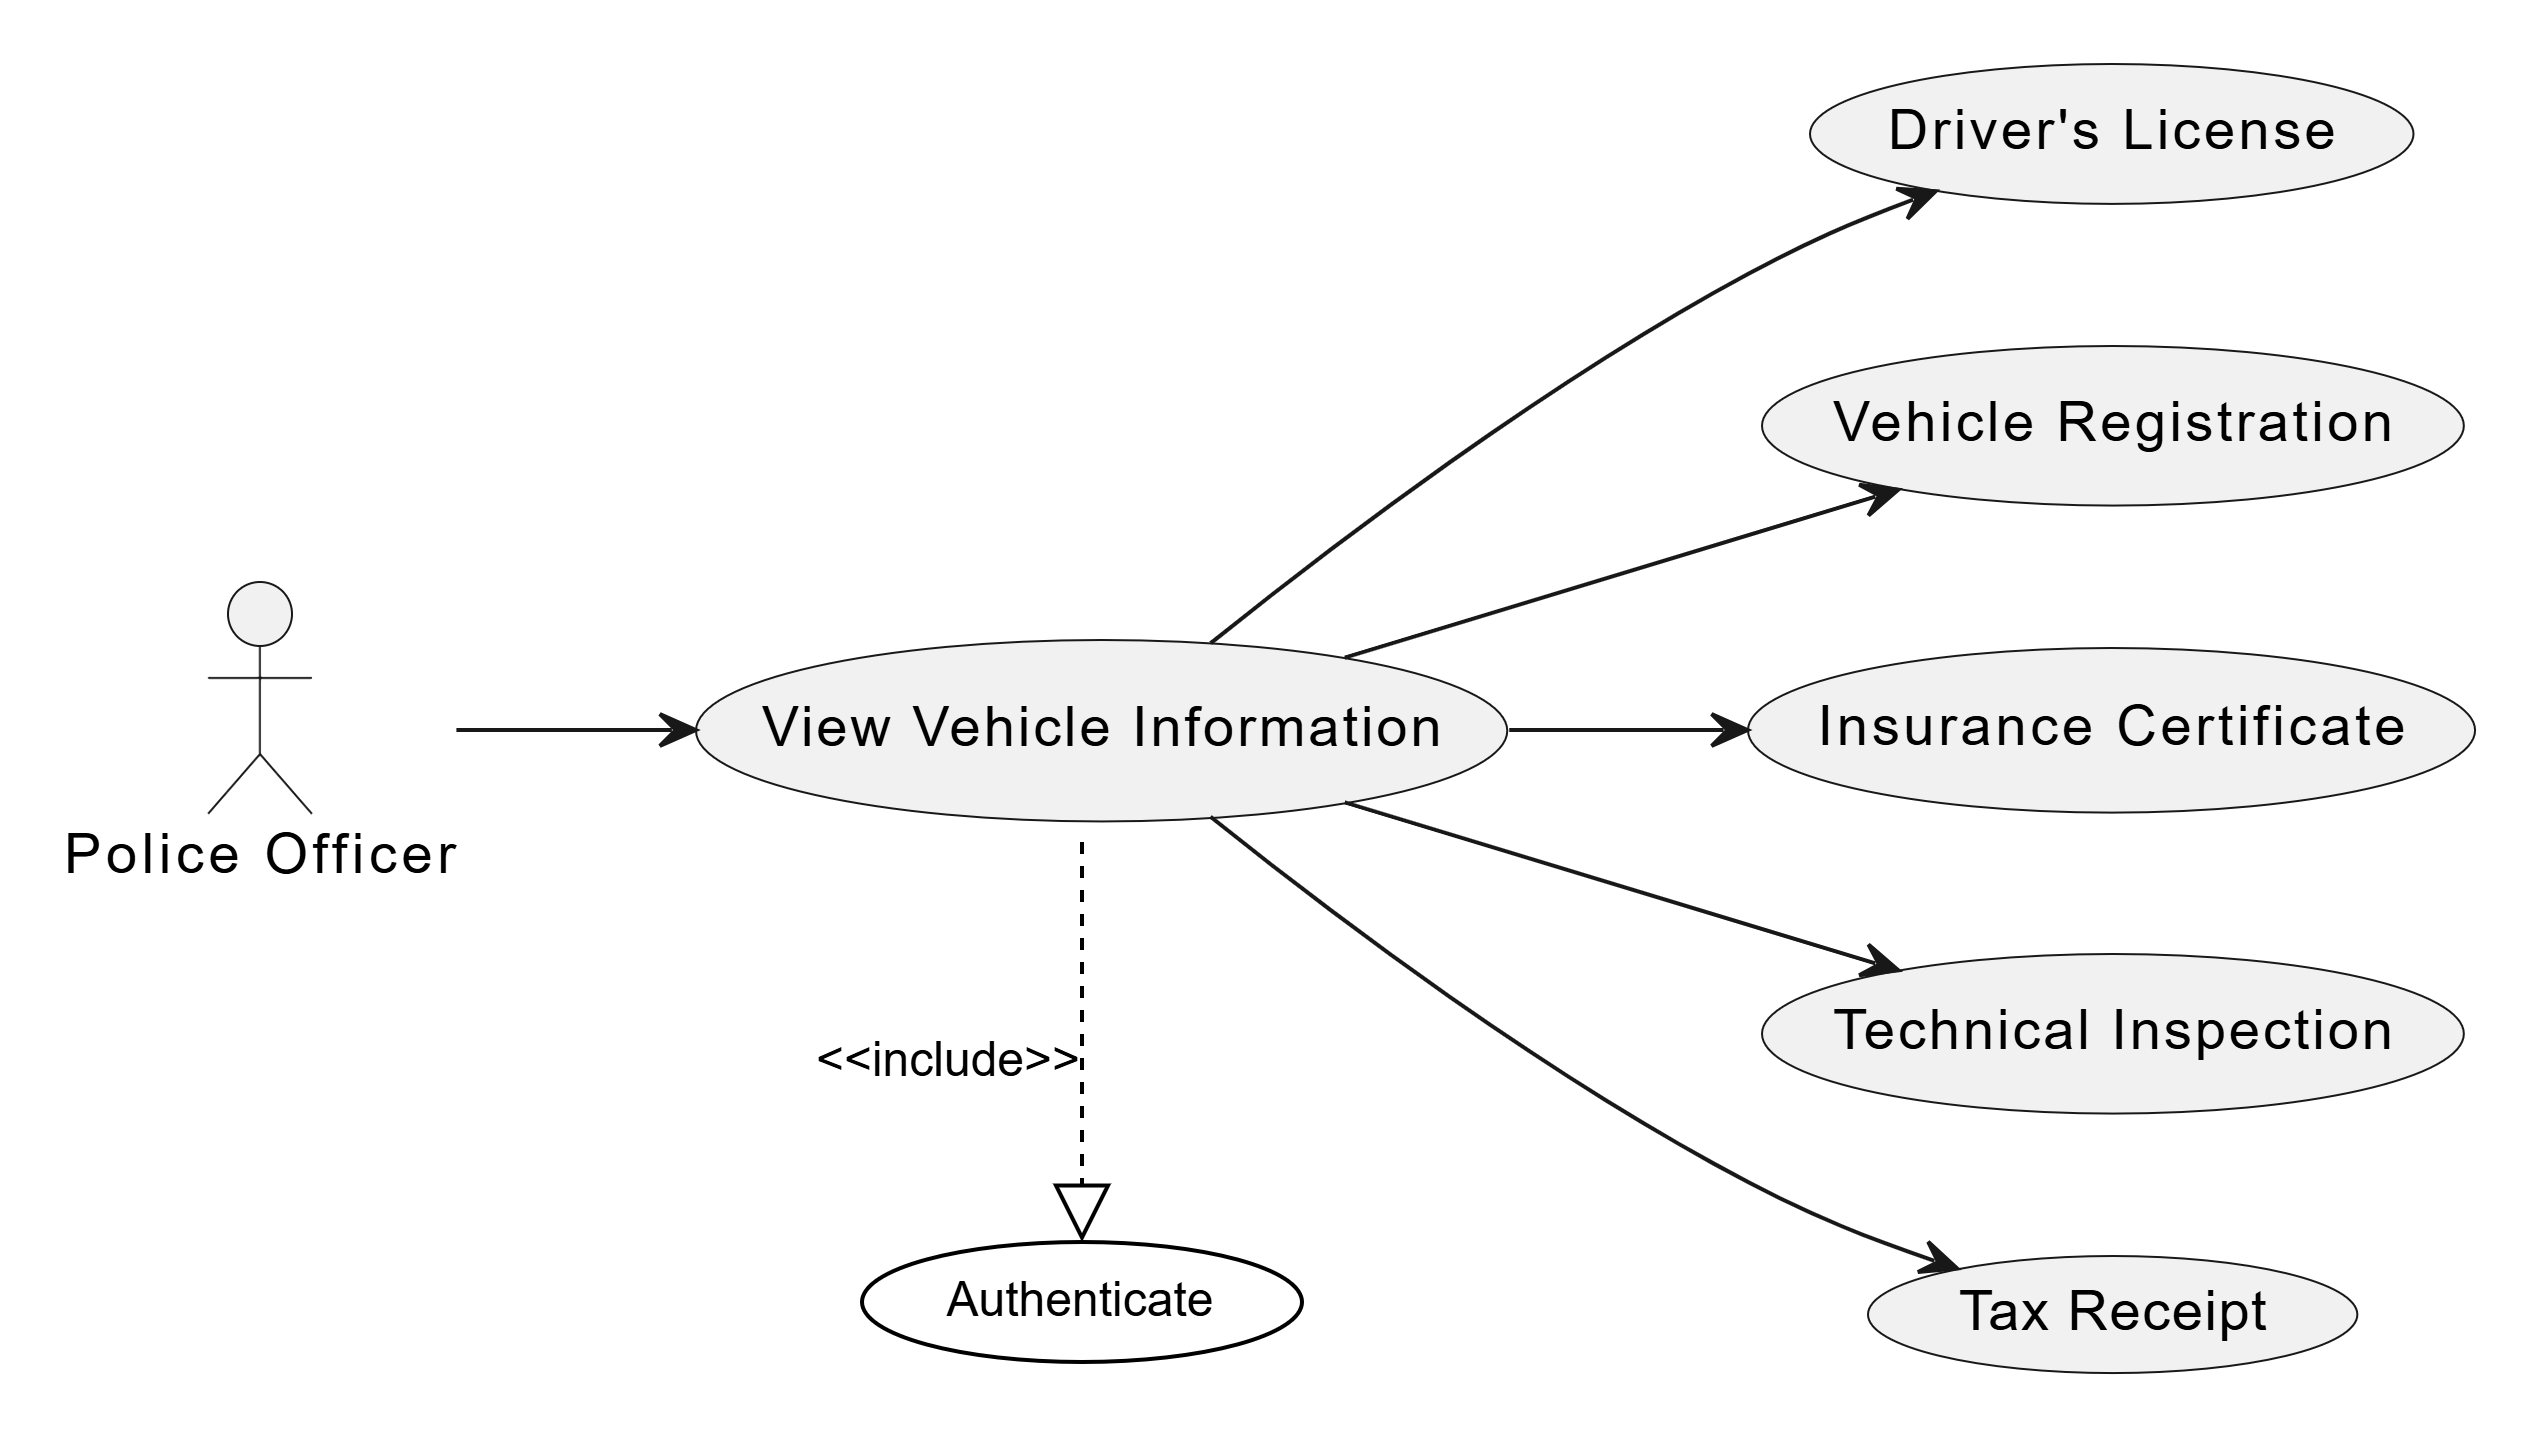 Driver's License
Vehicle Registration
View Vehicle Information
Insurance Certificate
Police Officer
Technical Inspection
<<include>>
Authenticate
Tax Receipt